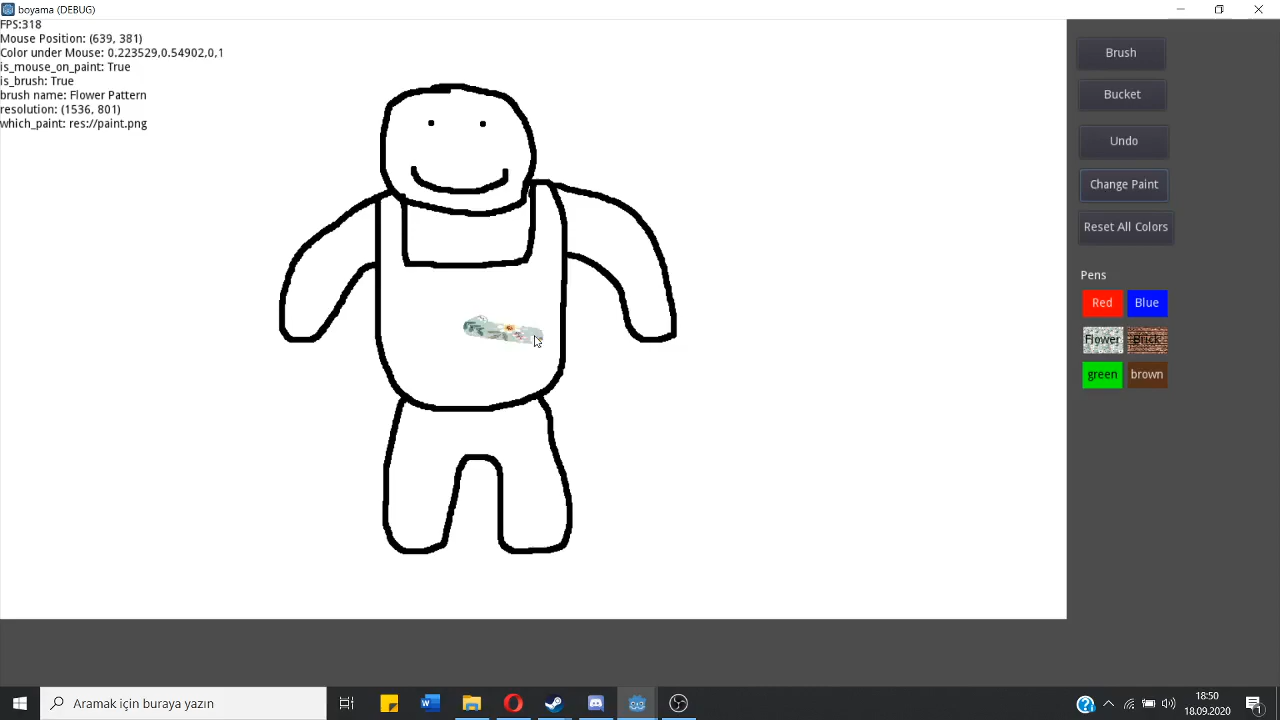 boyama (DEBUG)
FPS:318
Mouse Position: (639, 381)
Color under Mouse: 0.223529,0.54902,0,1
is_mouse_on_paint: True
is_brush: True
brush name: Flower Pattern
resolution: (1536, 801)
which_paint: res://paint.png
Brush
Bucket
Undo
Change Paint
Reset All Colors
Pens
Red Blue
Flower Brick
green brown
Aramak için buraya yazın
18:50
18.09.2020